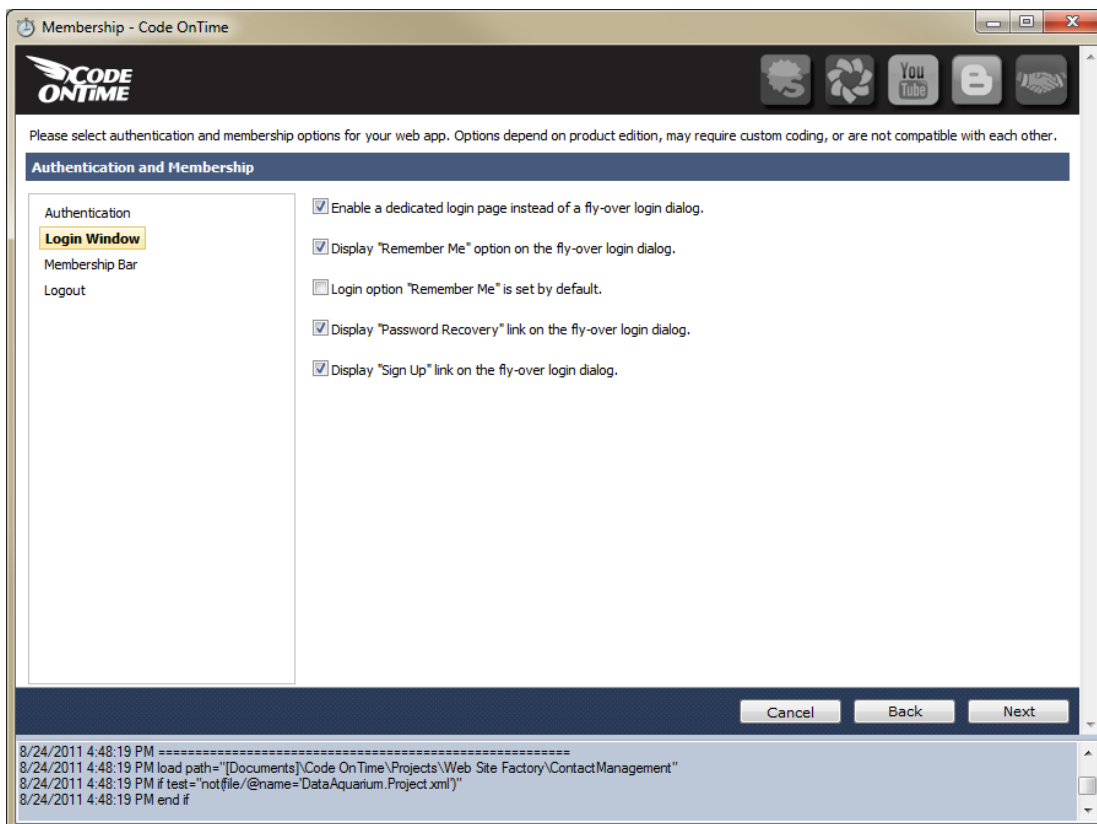 Membership - Code OnTime
CODE
ONTIME
You
Tube
Please select authentication and membership options for your web app. Options depend on product edition, may require custom coding, or are not compatible with each other.
Authentication and Membership
Authentication
Login Window
Membership Bar
Logout
Enable a dedicated login page instead of a fly-over login dialog.
Display "Remember Me" option on the fly-over login dialog.
Login option "Remember Me" is set by default.
Display "Password Recovery" link on the fly-over login dialog.
Display "Sign Up" link on the fly-over login dialog.
Cancel
Back
Next
8/24/2011 4:48:19 PM ========================================================
8/24/2011 4:48:19 PM load path="[Documents]\Code OnTime\Projects\Web Site Factory\ContactManagement"
8/24/2011 4:48:19 PM if test="not(file/@name='DataAquarium.Project.xml')"
8/24/2011 4:48:19 PM end if